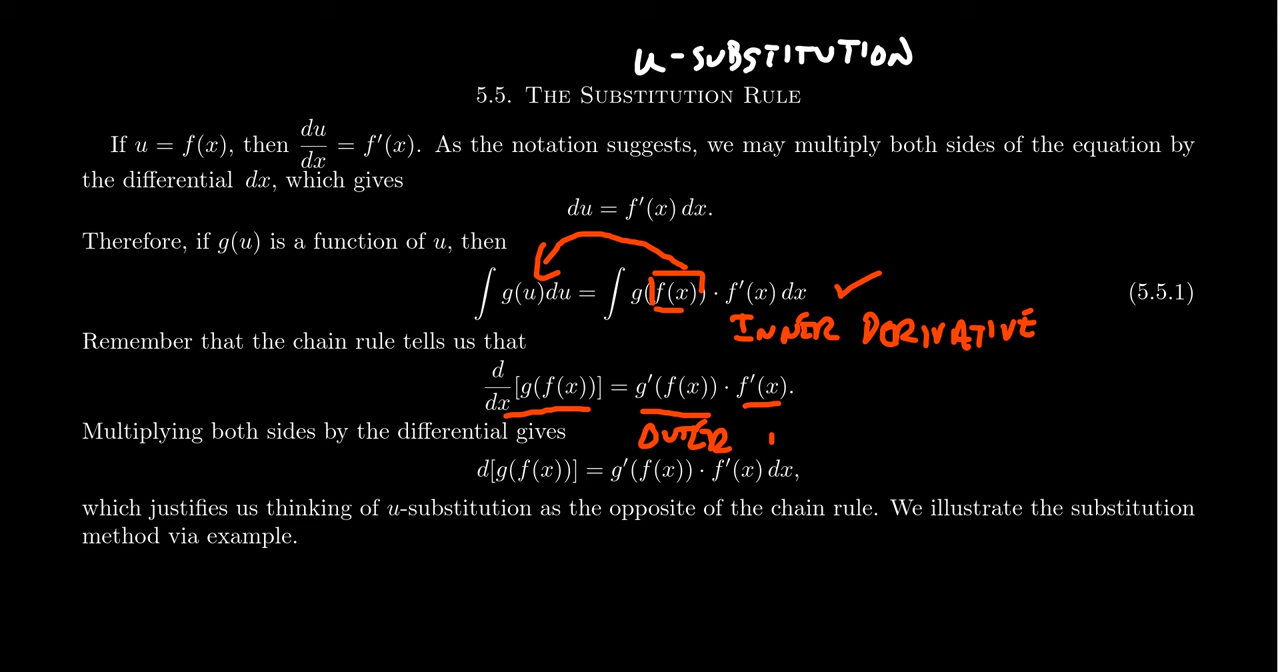 u-SUBSTITUTION
5.5. THE SUBSTITUTION RULE
If u = f(x), then du/dx = f′(x). As the notation suggests, we may multiply both sides of the equation by
the differential dx, which gives
du = f′(x) dx.
Therefore, if g(u) is a function of u, then
∫ g(u)du = ∫ g(f(x)) · f′(x) dx (5.5.1)
INNER DERIVATIVE
Remember that the chain rule tells us that
d/dx [g(f(x))] = g′(f(x)) · f′(x).
Multiplying both sides by the differential gives
OUTER I
d[g(f(x))] = g′(f(x)) · f′(x) dx,
which justifies us thinking of u-substitution as the opposite of the chain rule. We illustrate the substitution
method via example.